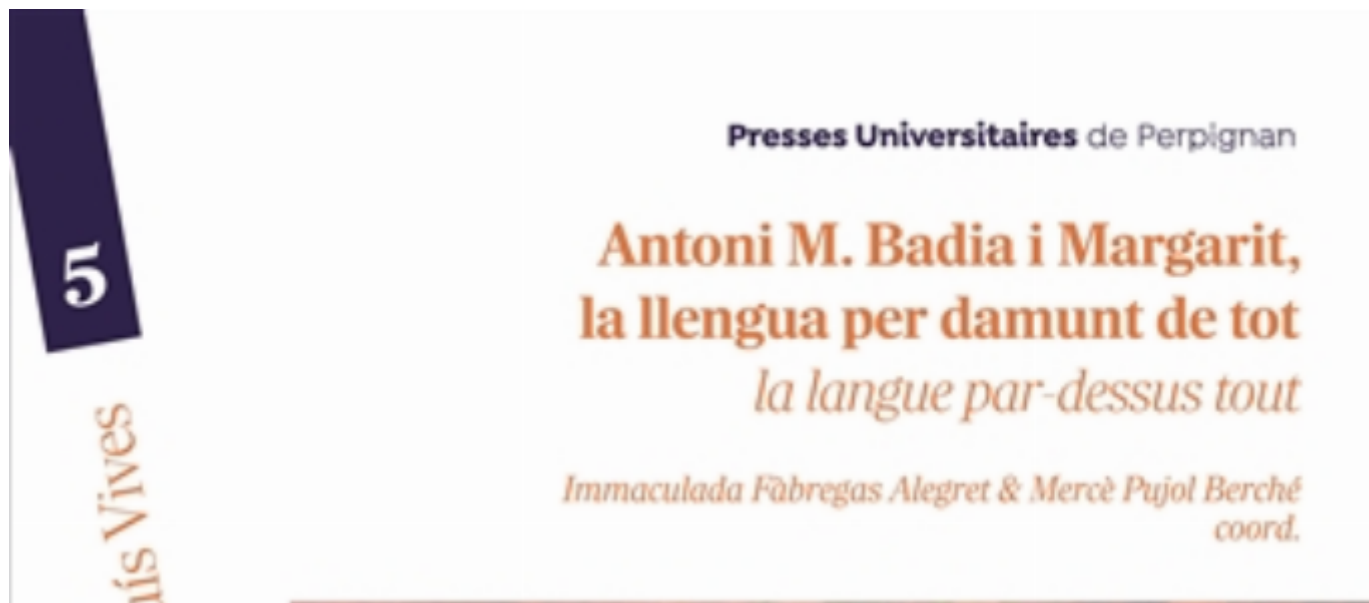 Presses Universitaires de Perpignan
Antoni M. Badia i Margarit,
la llengua per damunt de tot
la langue par-dessus tout
Immaculada Fàbregas Alegret & Mercè Pujol Berché
coord.
5
Vives